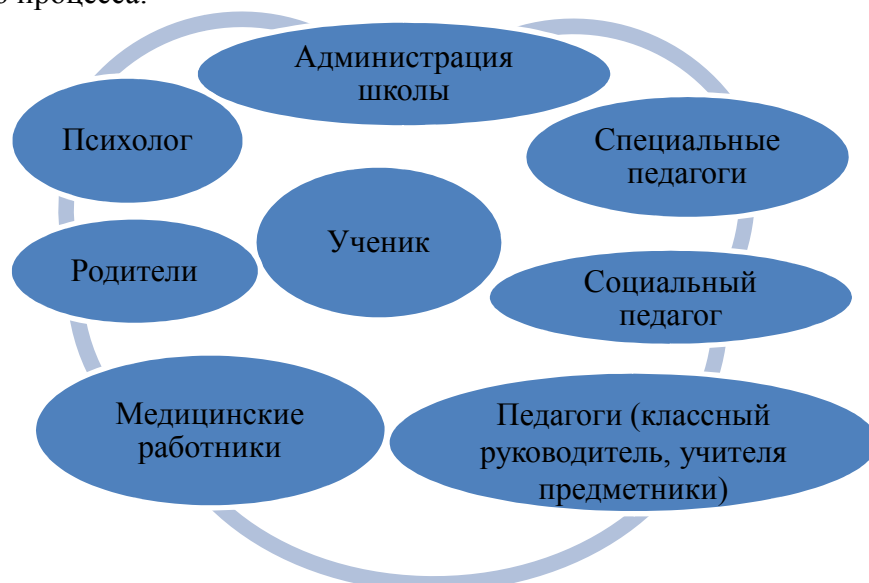 процесса.
Администрация
школы
Психолог
Специальные
педагоги
Ученик
Родители
Социальный
педагог
Медицинские
работники
Педагоги (классный
руководитель, учителя
предметники)